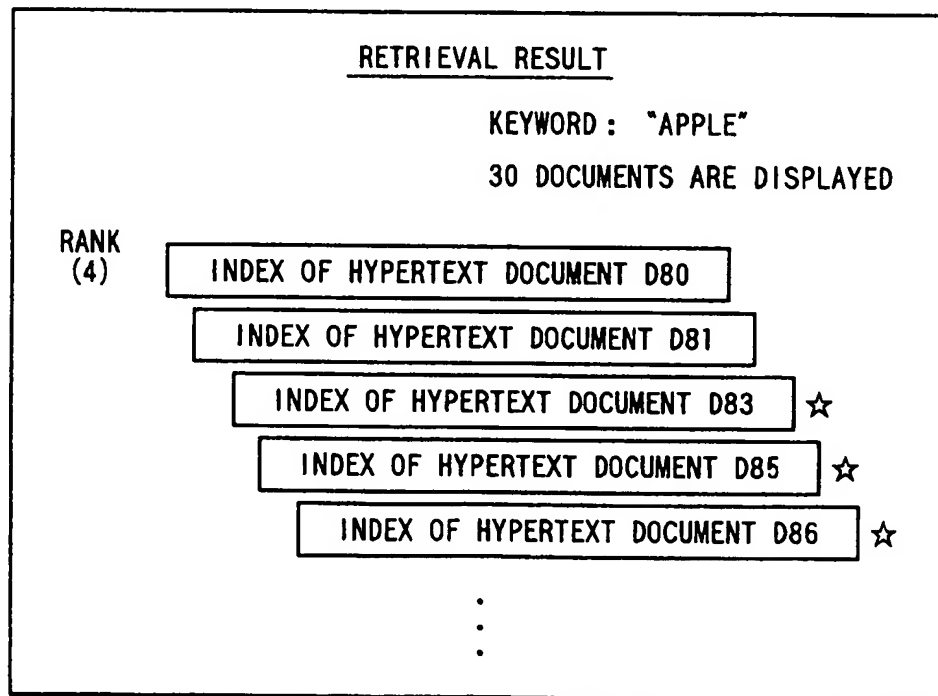 RETRIEVAL RESULT
KEYWORD : "APPLE"
30 DOCUMENTS ARE DISPLAYED
RANK
(4)
INDEX OF HYPERTEXT DOCUMENT D80
INDEX OF HYPERTEXT DOCUMENT D81
INDEX OF HYPERTEXT DOCUMENT D83 ☆
INDEX OF HYPERTEXT DOCUMENT D85 ☆
INDEX OF HYPERTEXT DOCUMENT D86 ☆